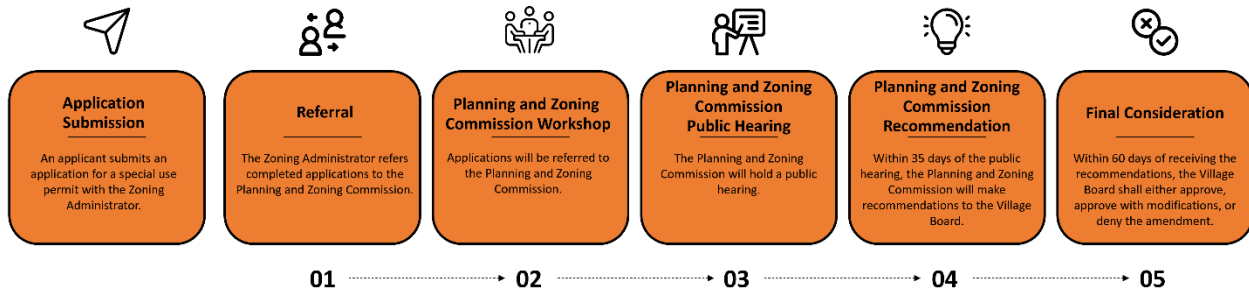 Application
Submission
An applicant submits an
application for a special use
permit with the Zoning
Administrator.
Referral
The Zoning Administrator refers
completed applications to the
Planning and Zoning Commission.
Planning and Zoning
Commission Workshop
Applications will be referred to
the Planning and Zoning
Commission.
Planning and Zoning
Commission
Public Hearing
The Planning and Zoning
Commission will hold a public
hearing.
Planning and Zoning
Commission
Recommendation
Within 35 days of the public
hearing, the Planning and Zoning
Commission will make
recommendations to the Village
Board.
Final Consideration
Within 60 days of receiving the
recommendations, the Village
Board shall either approve,
approve with modifications, or
deny the amendment.
01
02
03
04
05